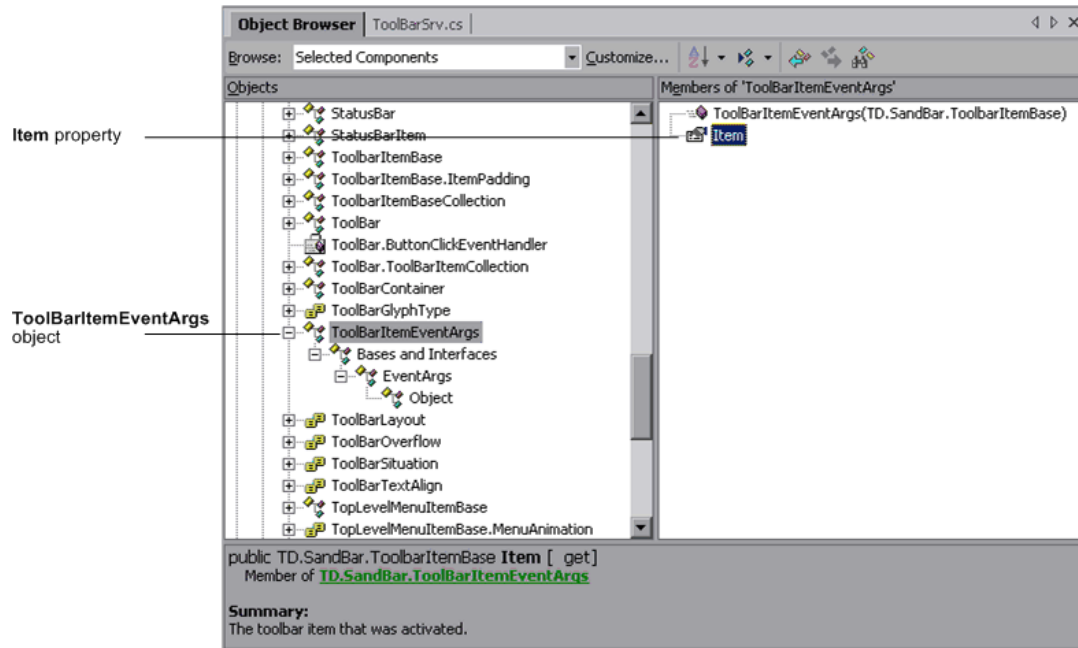 Object Browser
ToolBarSrv.cs
Browse: Selected Components Customize...
Objects
Members of 'ToolBarItemEventArgs'
Item property
ToolBarItemEventArgs
object
StatusBar
StatusBarItem
ToolbarItemBase
ToolbarItemBase.ItemPadding
ToolbarItemBaseCollection
ToolBar
ToolBar.ButtonClickEventHandler
ToolBar.ToolBarItemCollection
ToolBarContainer
ToolBarGlyphType
ToolBarItemEventArgs
Bases and Interfaces
EventArgs
Object
ToolBarLayout
ToolBarOverflow
ToolBarSituation
ToolBarTextAlign
TopLevelMenuItemBase
TopLevelMenuItemBase.MenuAnimation
ToolBarItemEventArgs(TD.SandBar.ToolbarItemBase)
Item
public TD.SandBar.ToolbarItemBase Item [ get]
Member of TD.SandBar.ToolBarItemEventArgs
Summary:
The toolbar item that was activated.